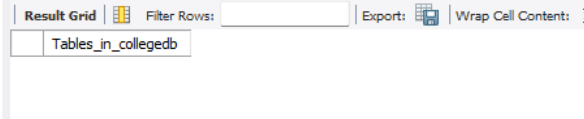 Result Grid Filter Rows: Export: Wrap Cell Content:
Tables_in_collegedb